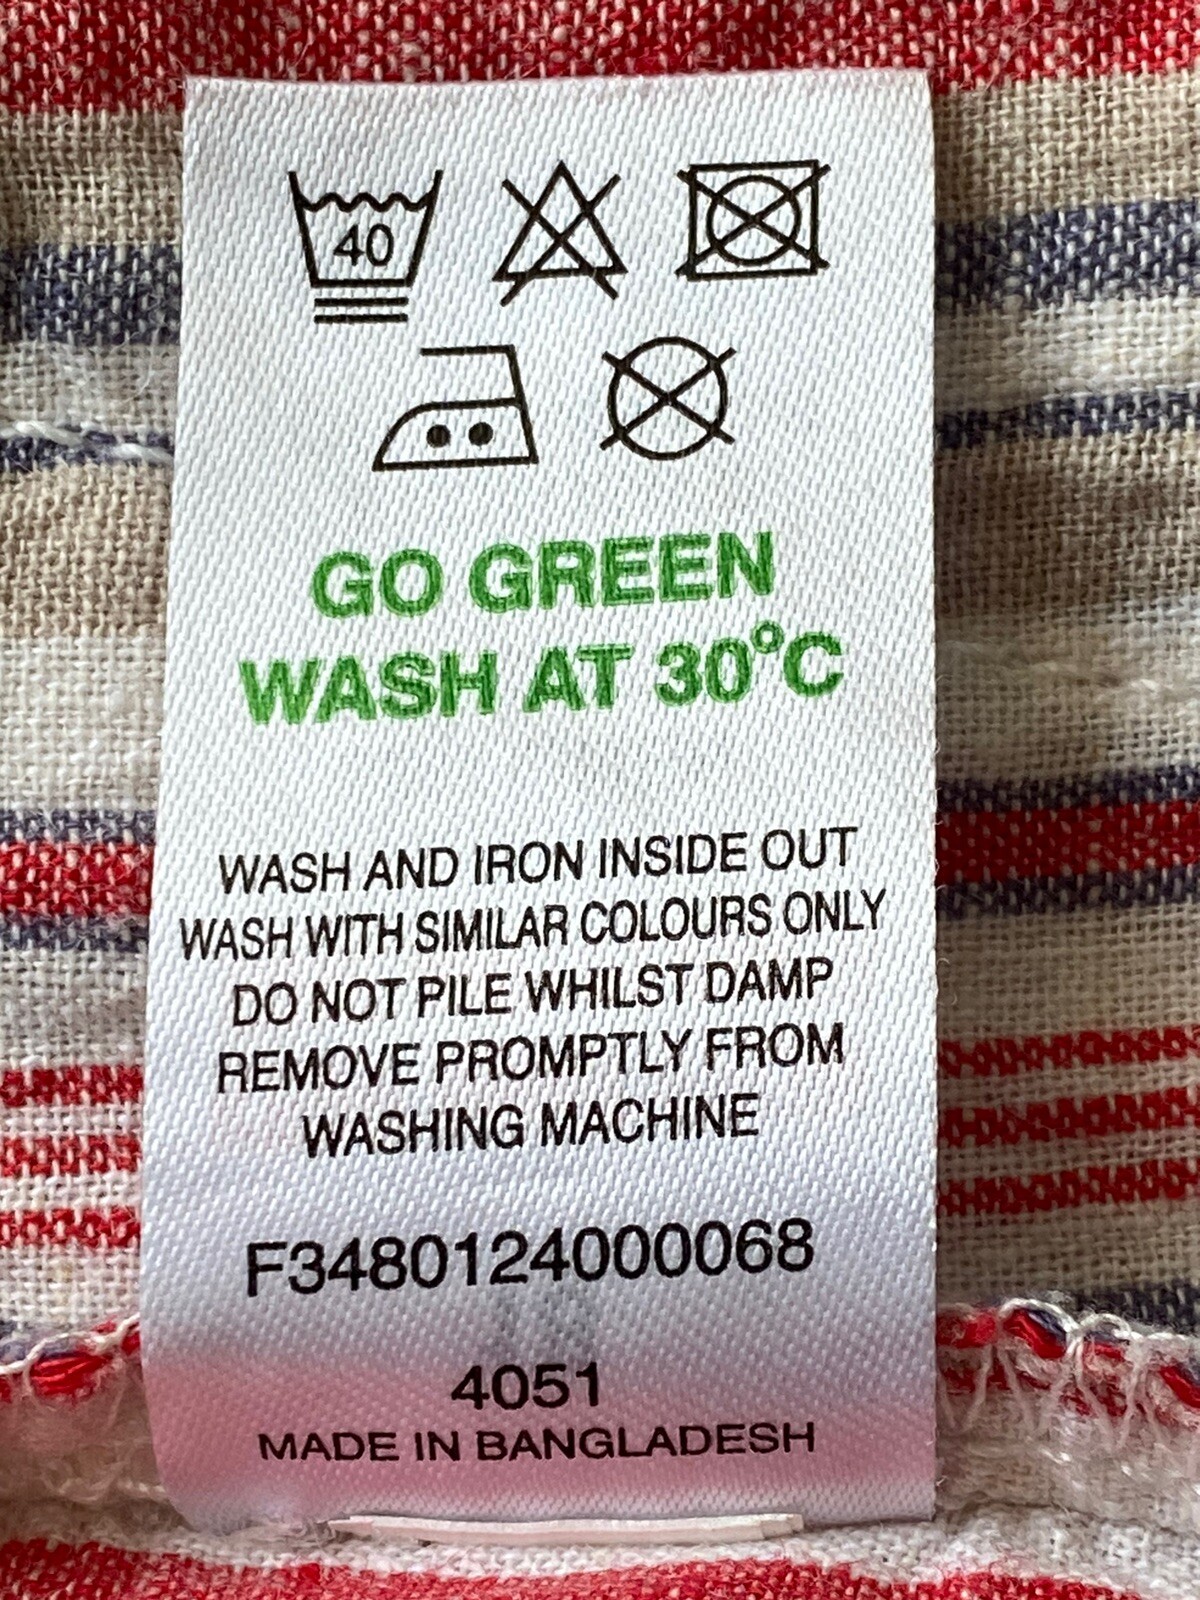 40
GO GREEN
WASH AT 30°C
WASH AND IRON INSIDE OUT
WASH WITH SIMILAR COLOURS ONLY
DO NOT PILE WHILST DAMP
REMOVE PROMPTLY FROM
WASHING MACHINE
F3480124000068
4051
MADE IN BANGLADESH